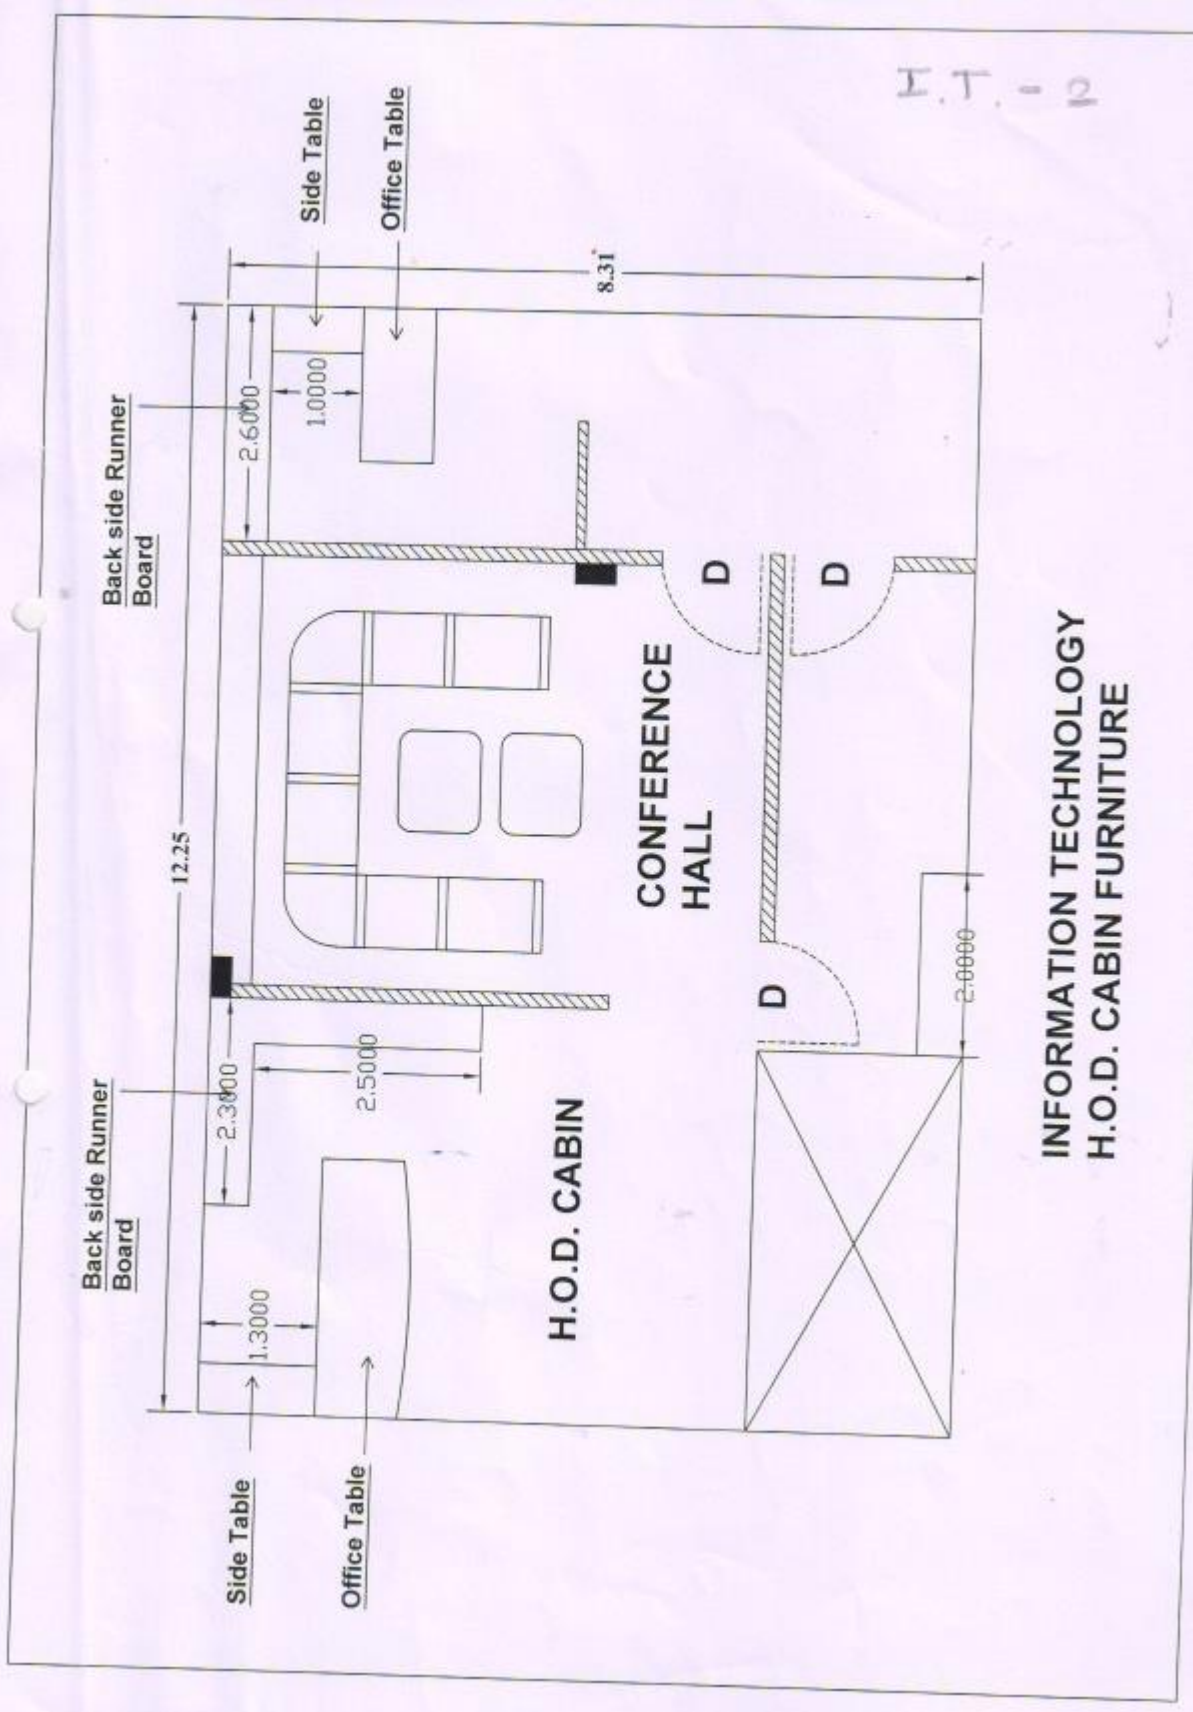 I.T. - 2
Back side Runner
Board
Back side Runner
Board
12.25
Side Table
Office Table
2.3000
2.6000
1.3000
2.5000
1.0000
8.31
Side Table
Office Table
H.O.D. CABIN
CONFERENCE
HALL
D
D
D
2.0000
INFORMATION TECHNOLOGY
H.O.D. CABIN FURNITURE